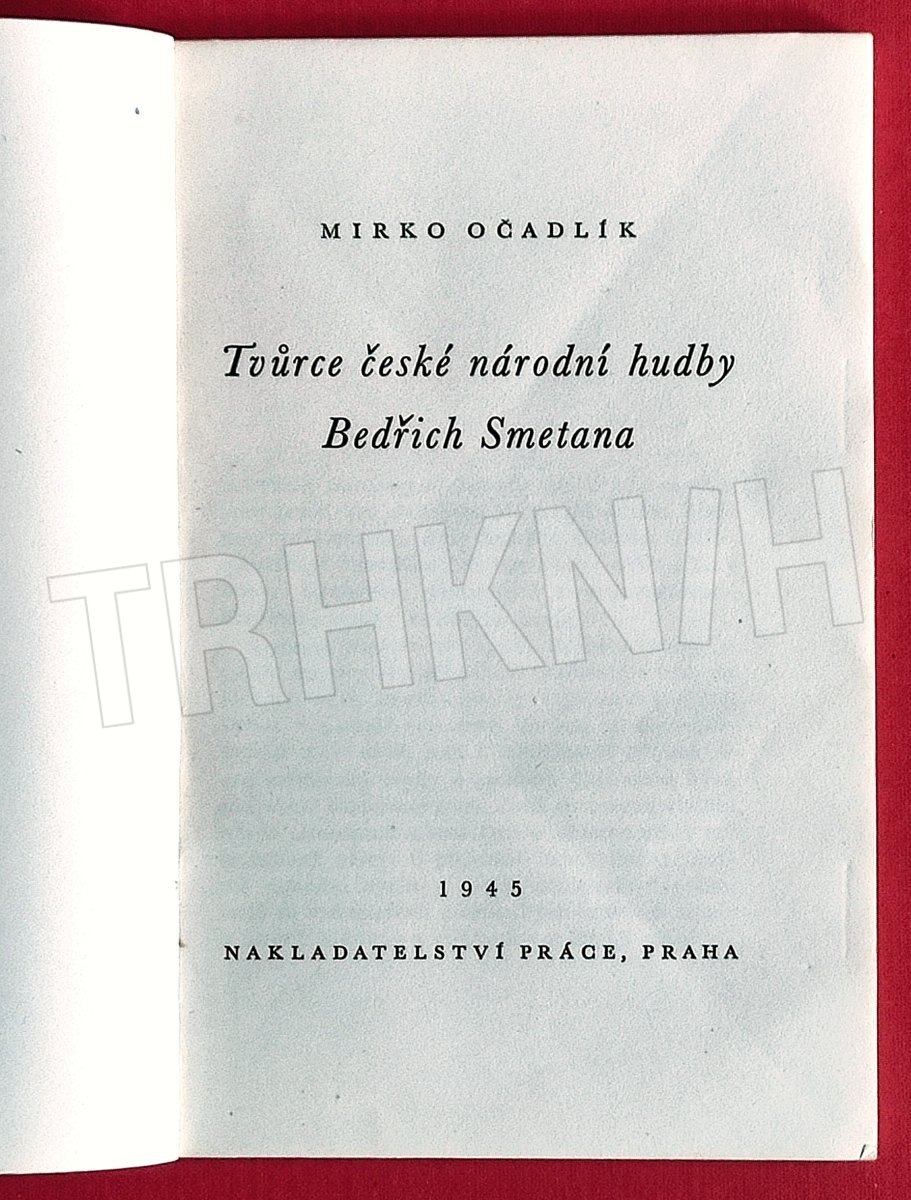 MIRKO OČADLÍK
Tvůrce české národní hudby
Bedřich Smetana
TRHKNIH
1945
NAKLADATELSTVÍ PRÁCE, PRAHA